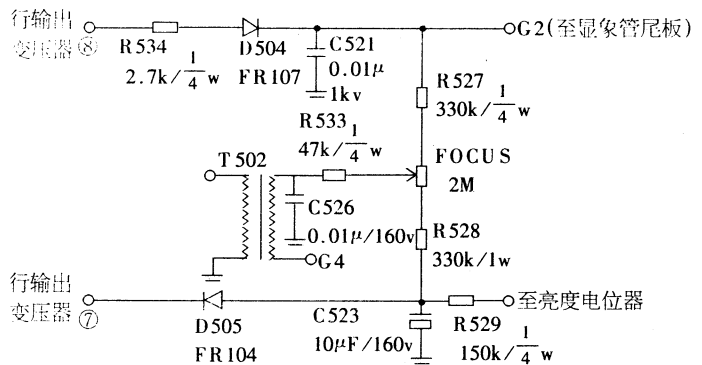 行输出
变压器⑧
R534
2.7k/1/4w
D504
FR107
C521
0.01μ
1kv
G2(至显象管尾板)
R527
330k/1/4w
R533
47k/1/4w
FOCUS
2M
T502
C526
0.01μ/160v
G4
R528
330k/1w
行输出
变压器⑦
D505
FR104
C523
10μF/160v
至亮度电位器
R529
150k/1/4w